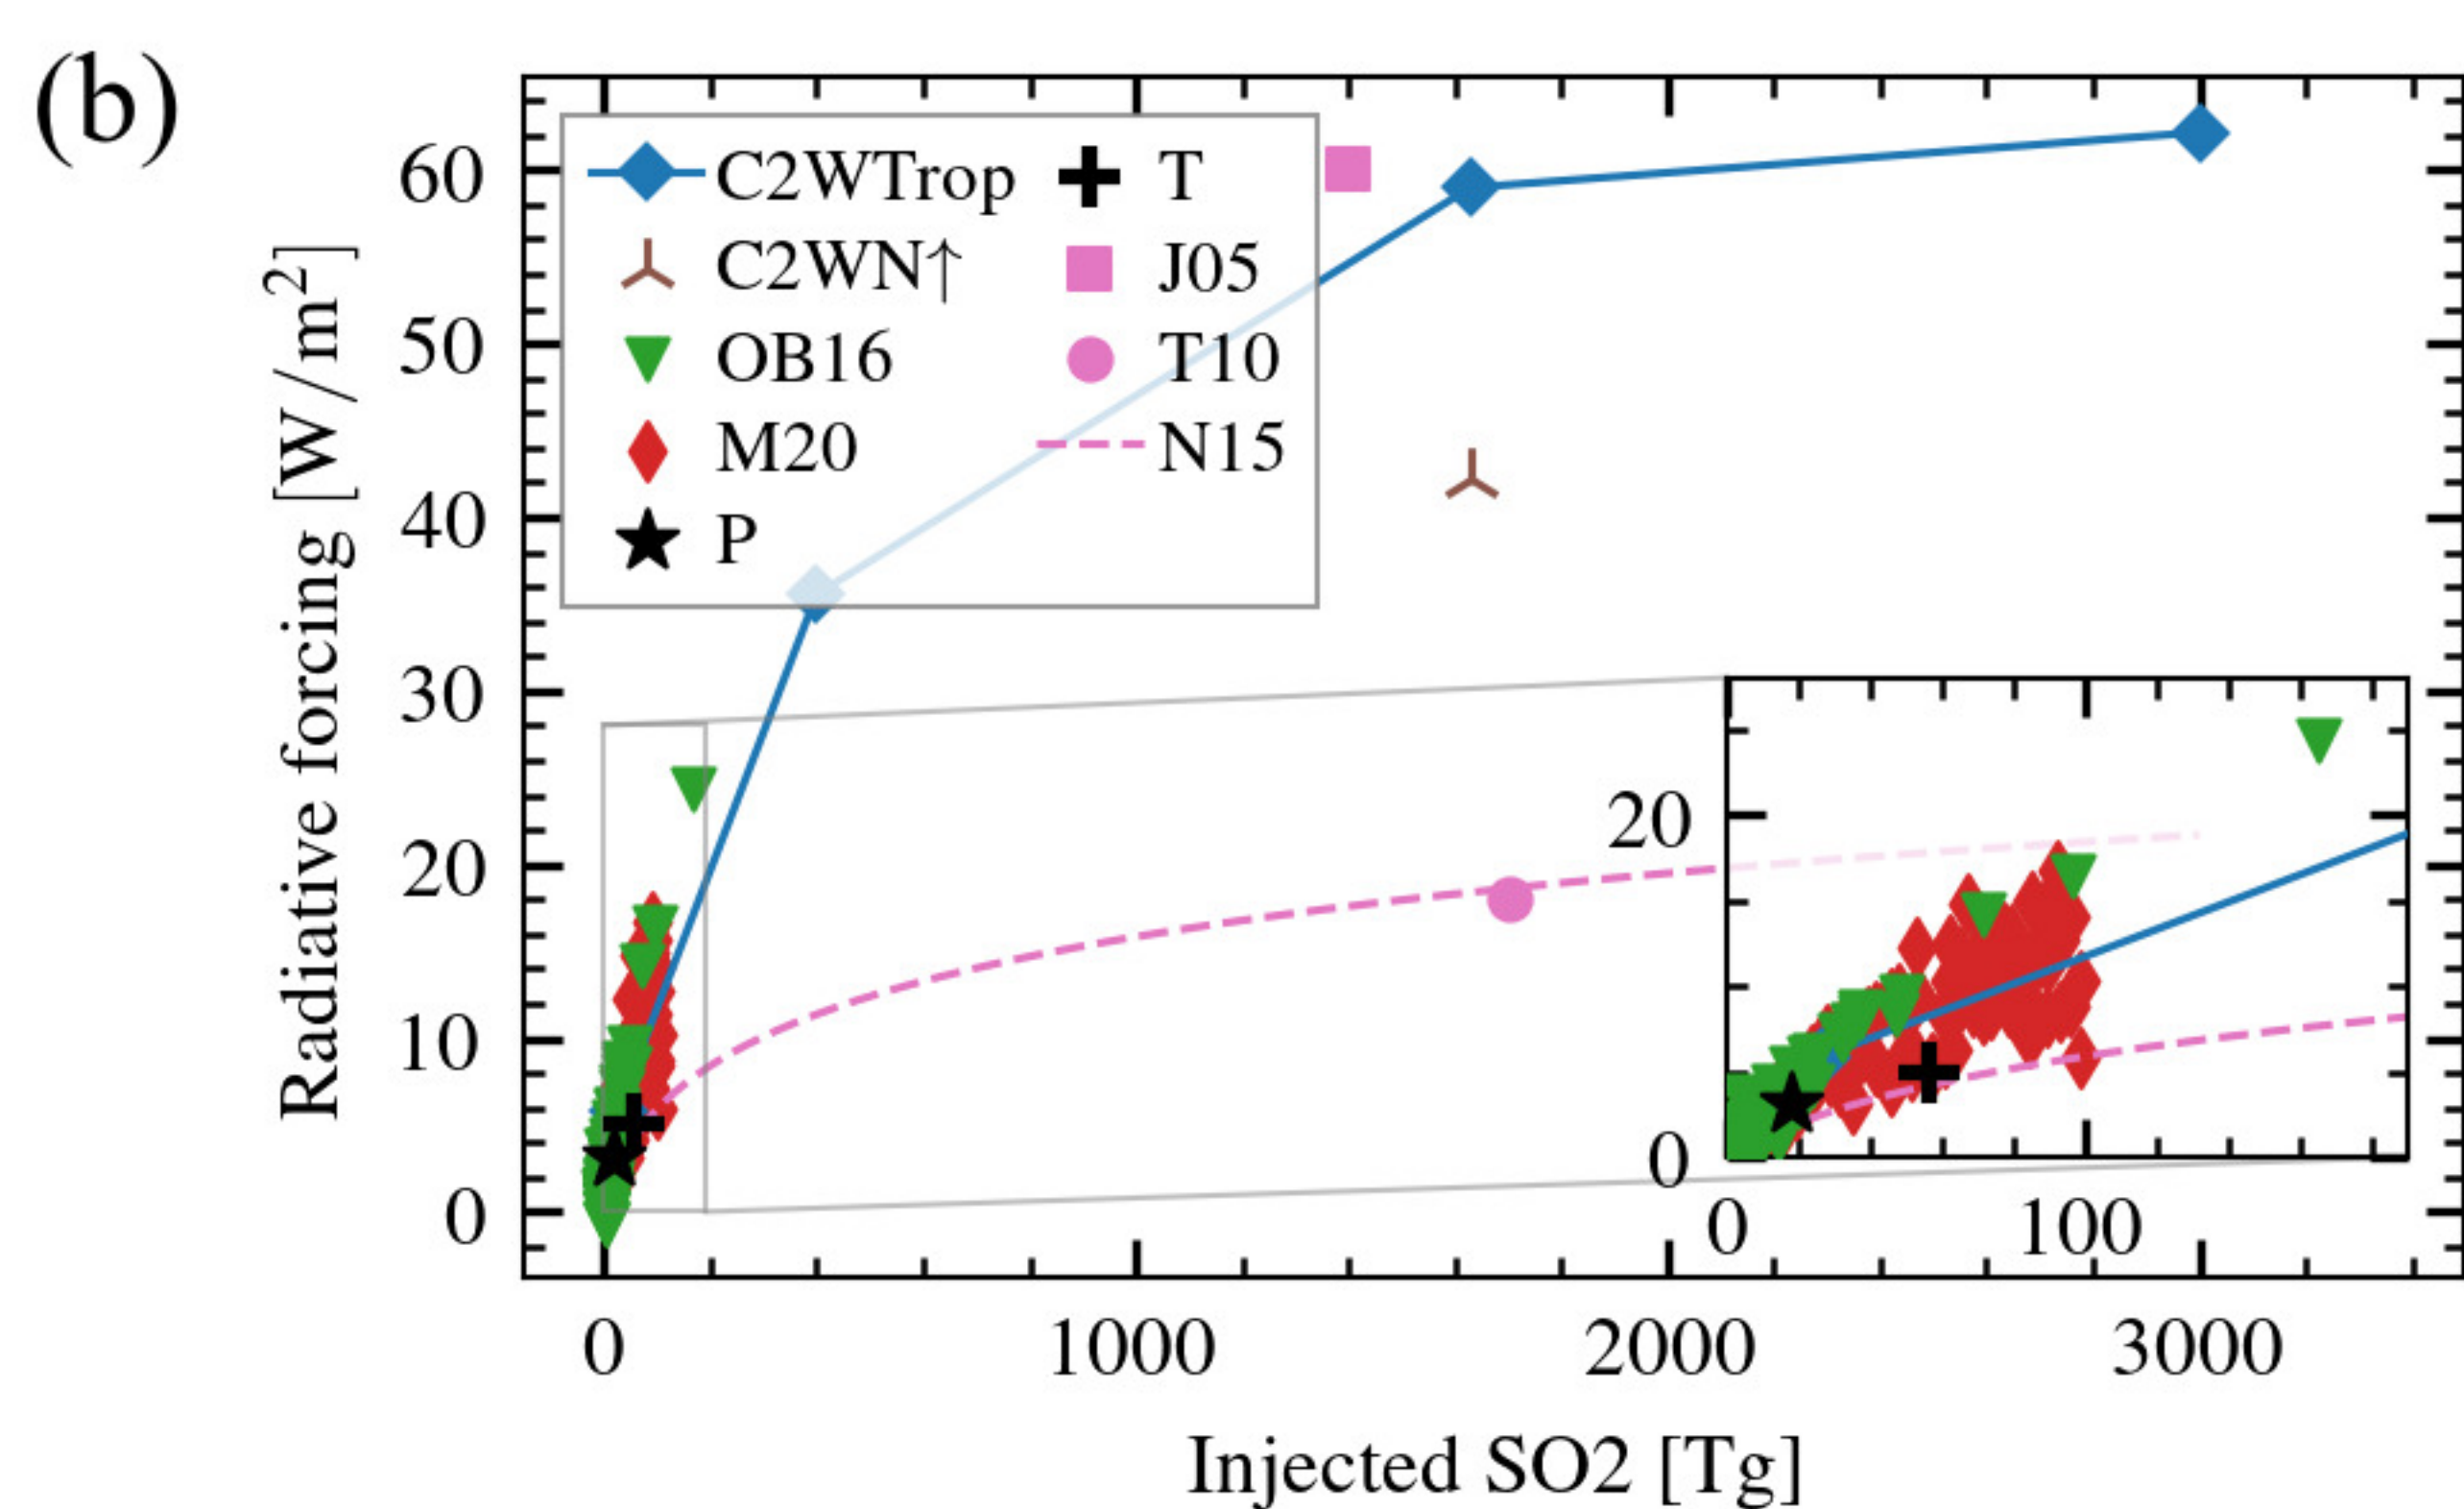 (b)
Radiative forcing [W/m²]
60
50
40
30
20
10
0
C2WTrop
C2WN↑
OB16
M20
P
T
J05
T10
N15
20
0
0
100
0
1000
2000
3000
Injected SO2 [Tg]